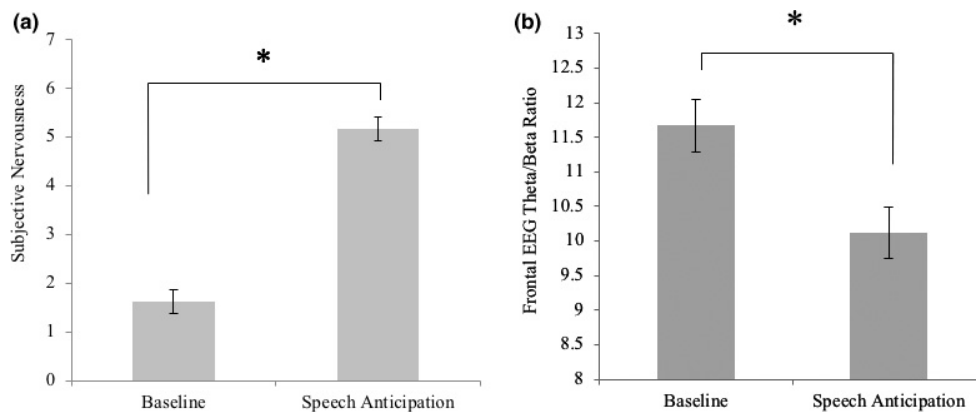 (a)
7
6
5
4
3
2
1
0
Subjective Nervousness
*
Baseline
Speech Anticipation
(b)
13
12.5
12
11.5
11
10.5
10
9.5
9
8.5
8
Frontal EEG Theta/Beta Ratio
*
Baseline
Speech Anticipation